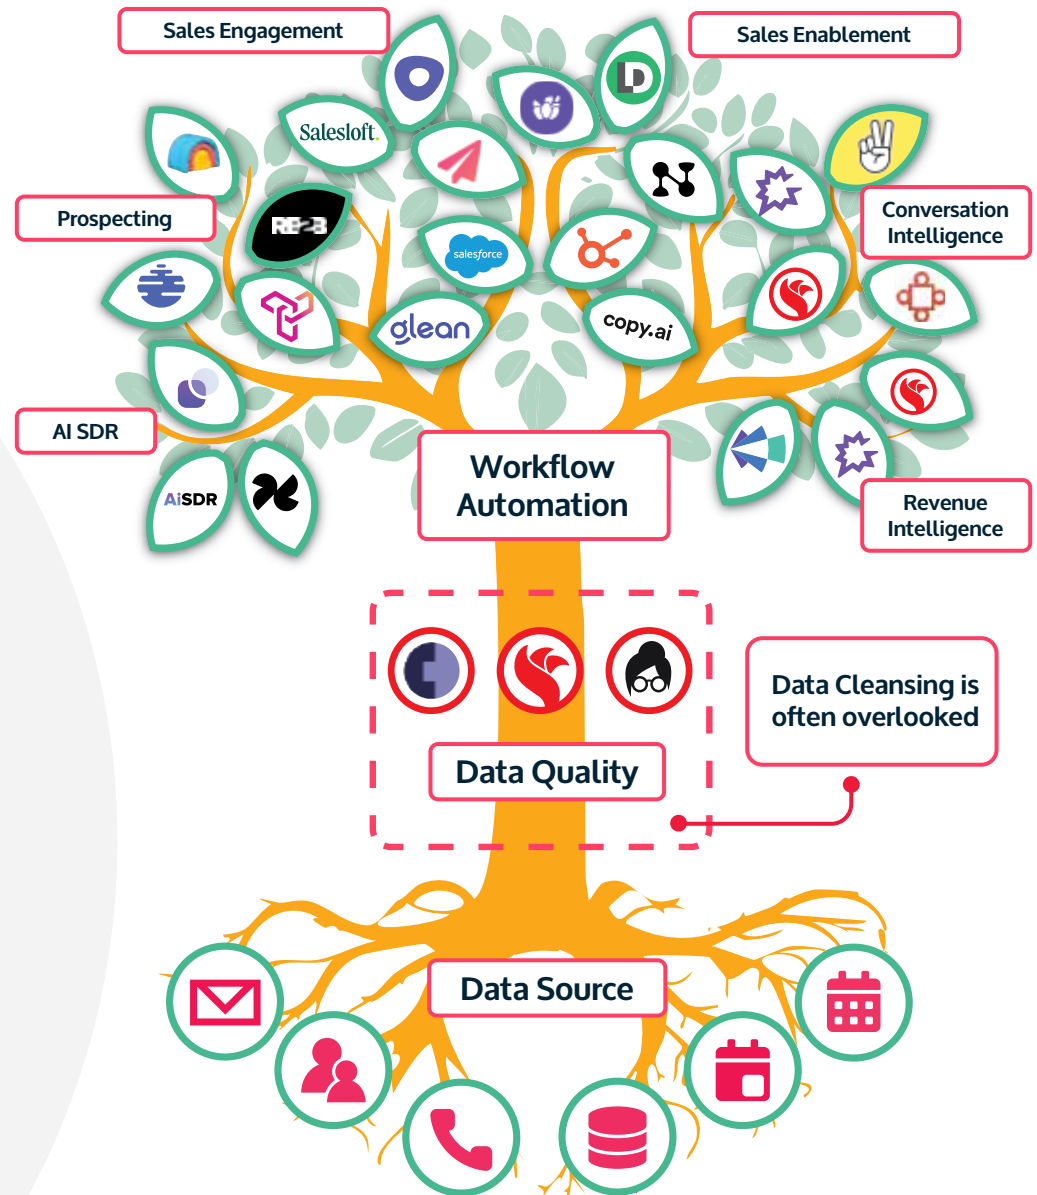 Sales Engagement
Sales Enablement
Salesloft.
Prospecting
RB2B
Conversation
Intelligence
salesforce
glean
copy.ai
AI SDR
AiSDR
Workflow
Automation
Revenue
Intelligence
Data Cleansing is
often overlooked
Data Quality
Data Source